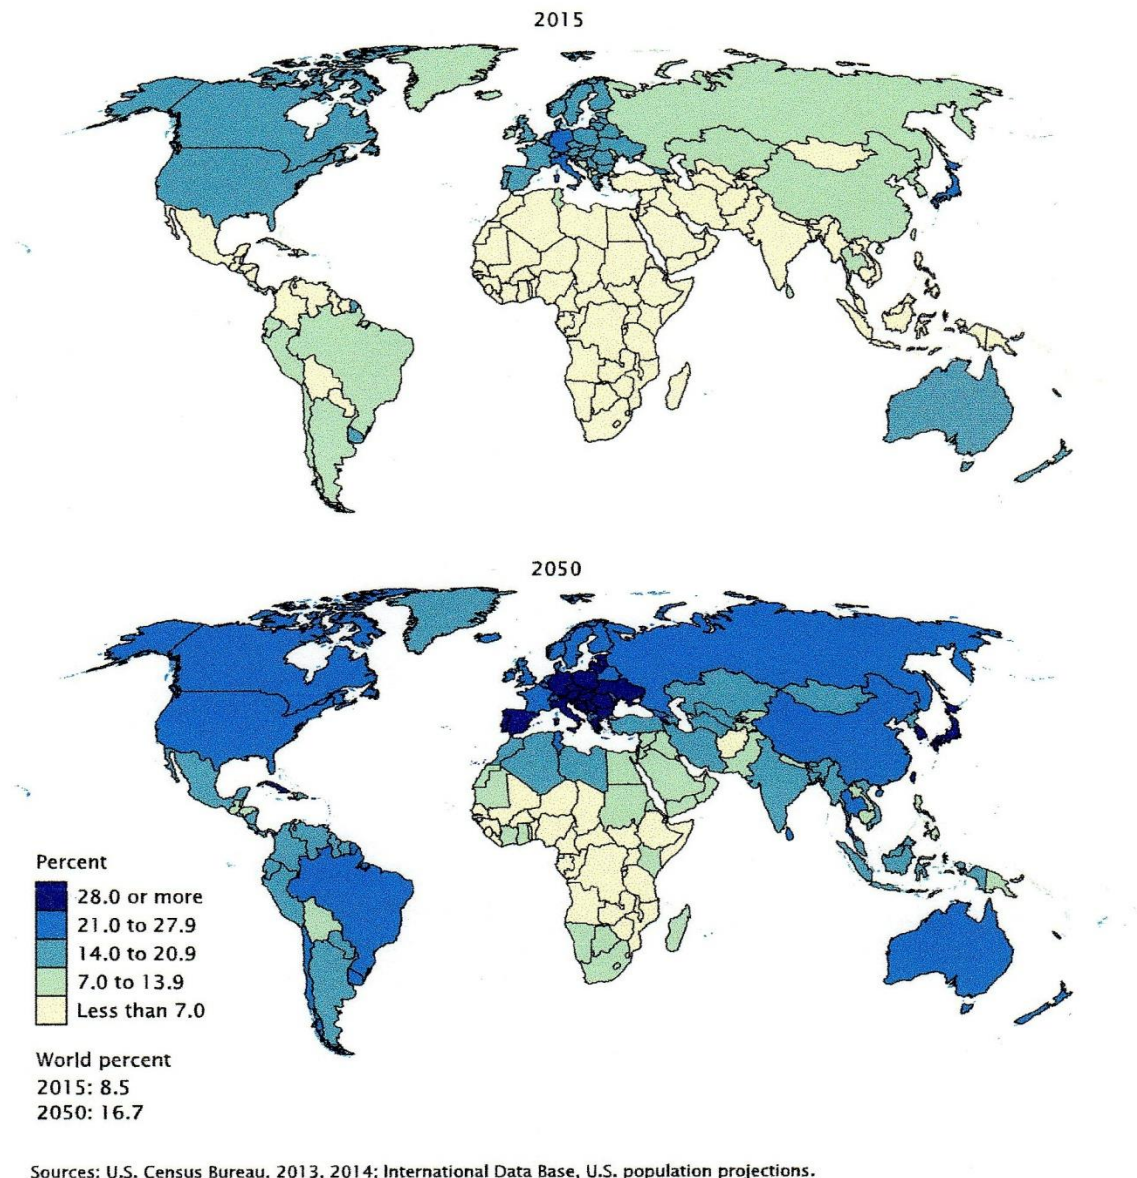 2015
2050
Percent
28.0 or more
21.0 to 27.9
14.0 to 20.9
7.0 to 13.9
Less than 7.0
World percent
2015: 8.5
2050: 16.7
Sources: U.S. Census Bureau, 2013, 2014; International Data Base, U.S. population projections.